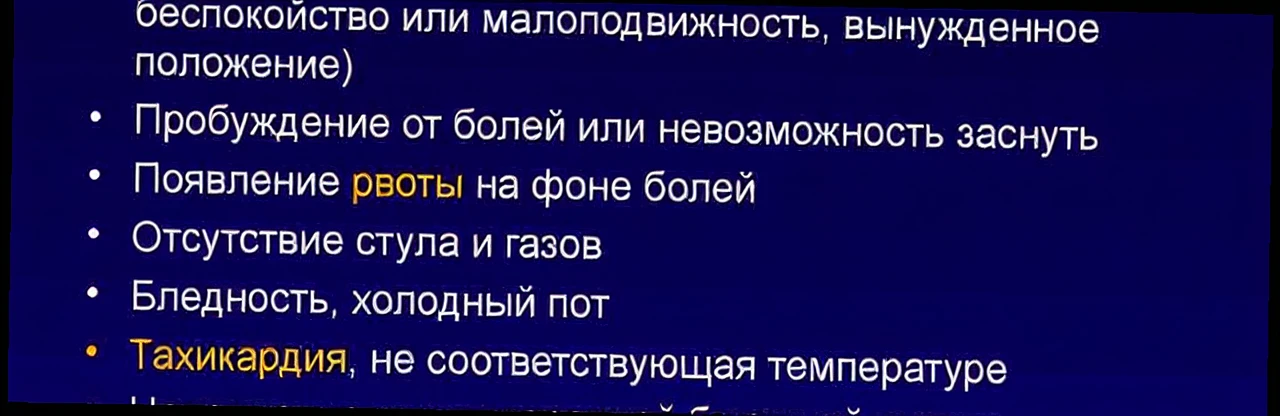 беспокойство или малоподвижность, вынужденное
положение)
• Пробуждение от болей или невозможность заснуть
• Появление рвоты на фоне болей
• Отсутствие стула и газов
• Бледность, холодный пот
• Тахикардия, не соответствующая температуре